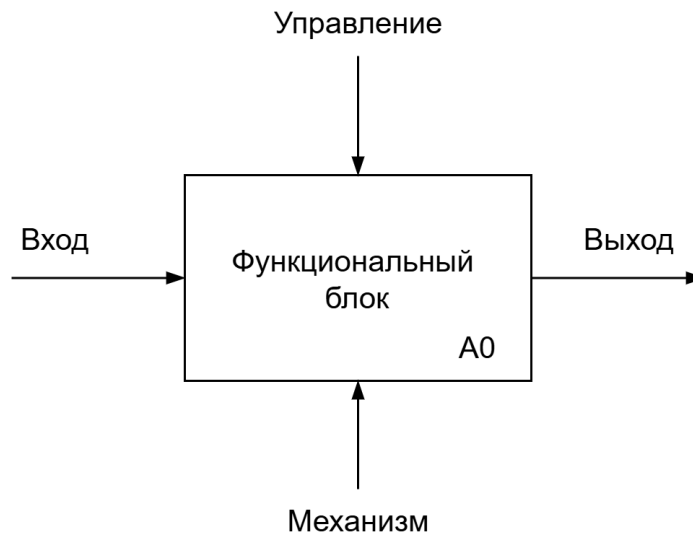 Управление
Вход
Выход
Функциональный
блок
A0
Механизм